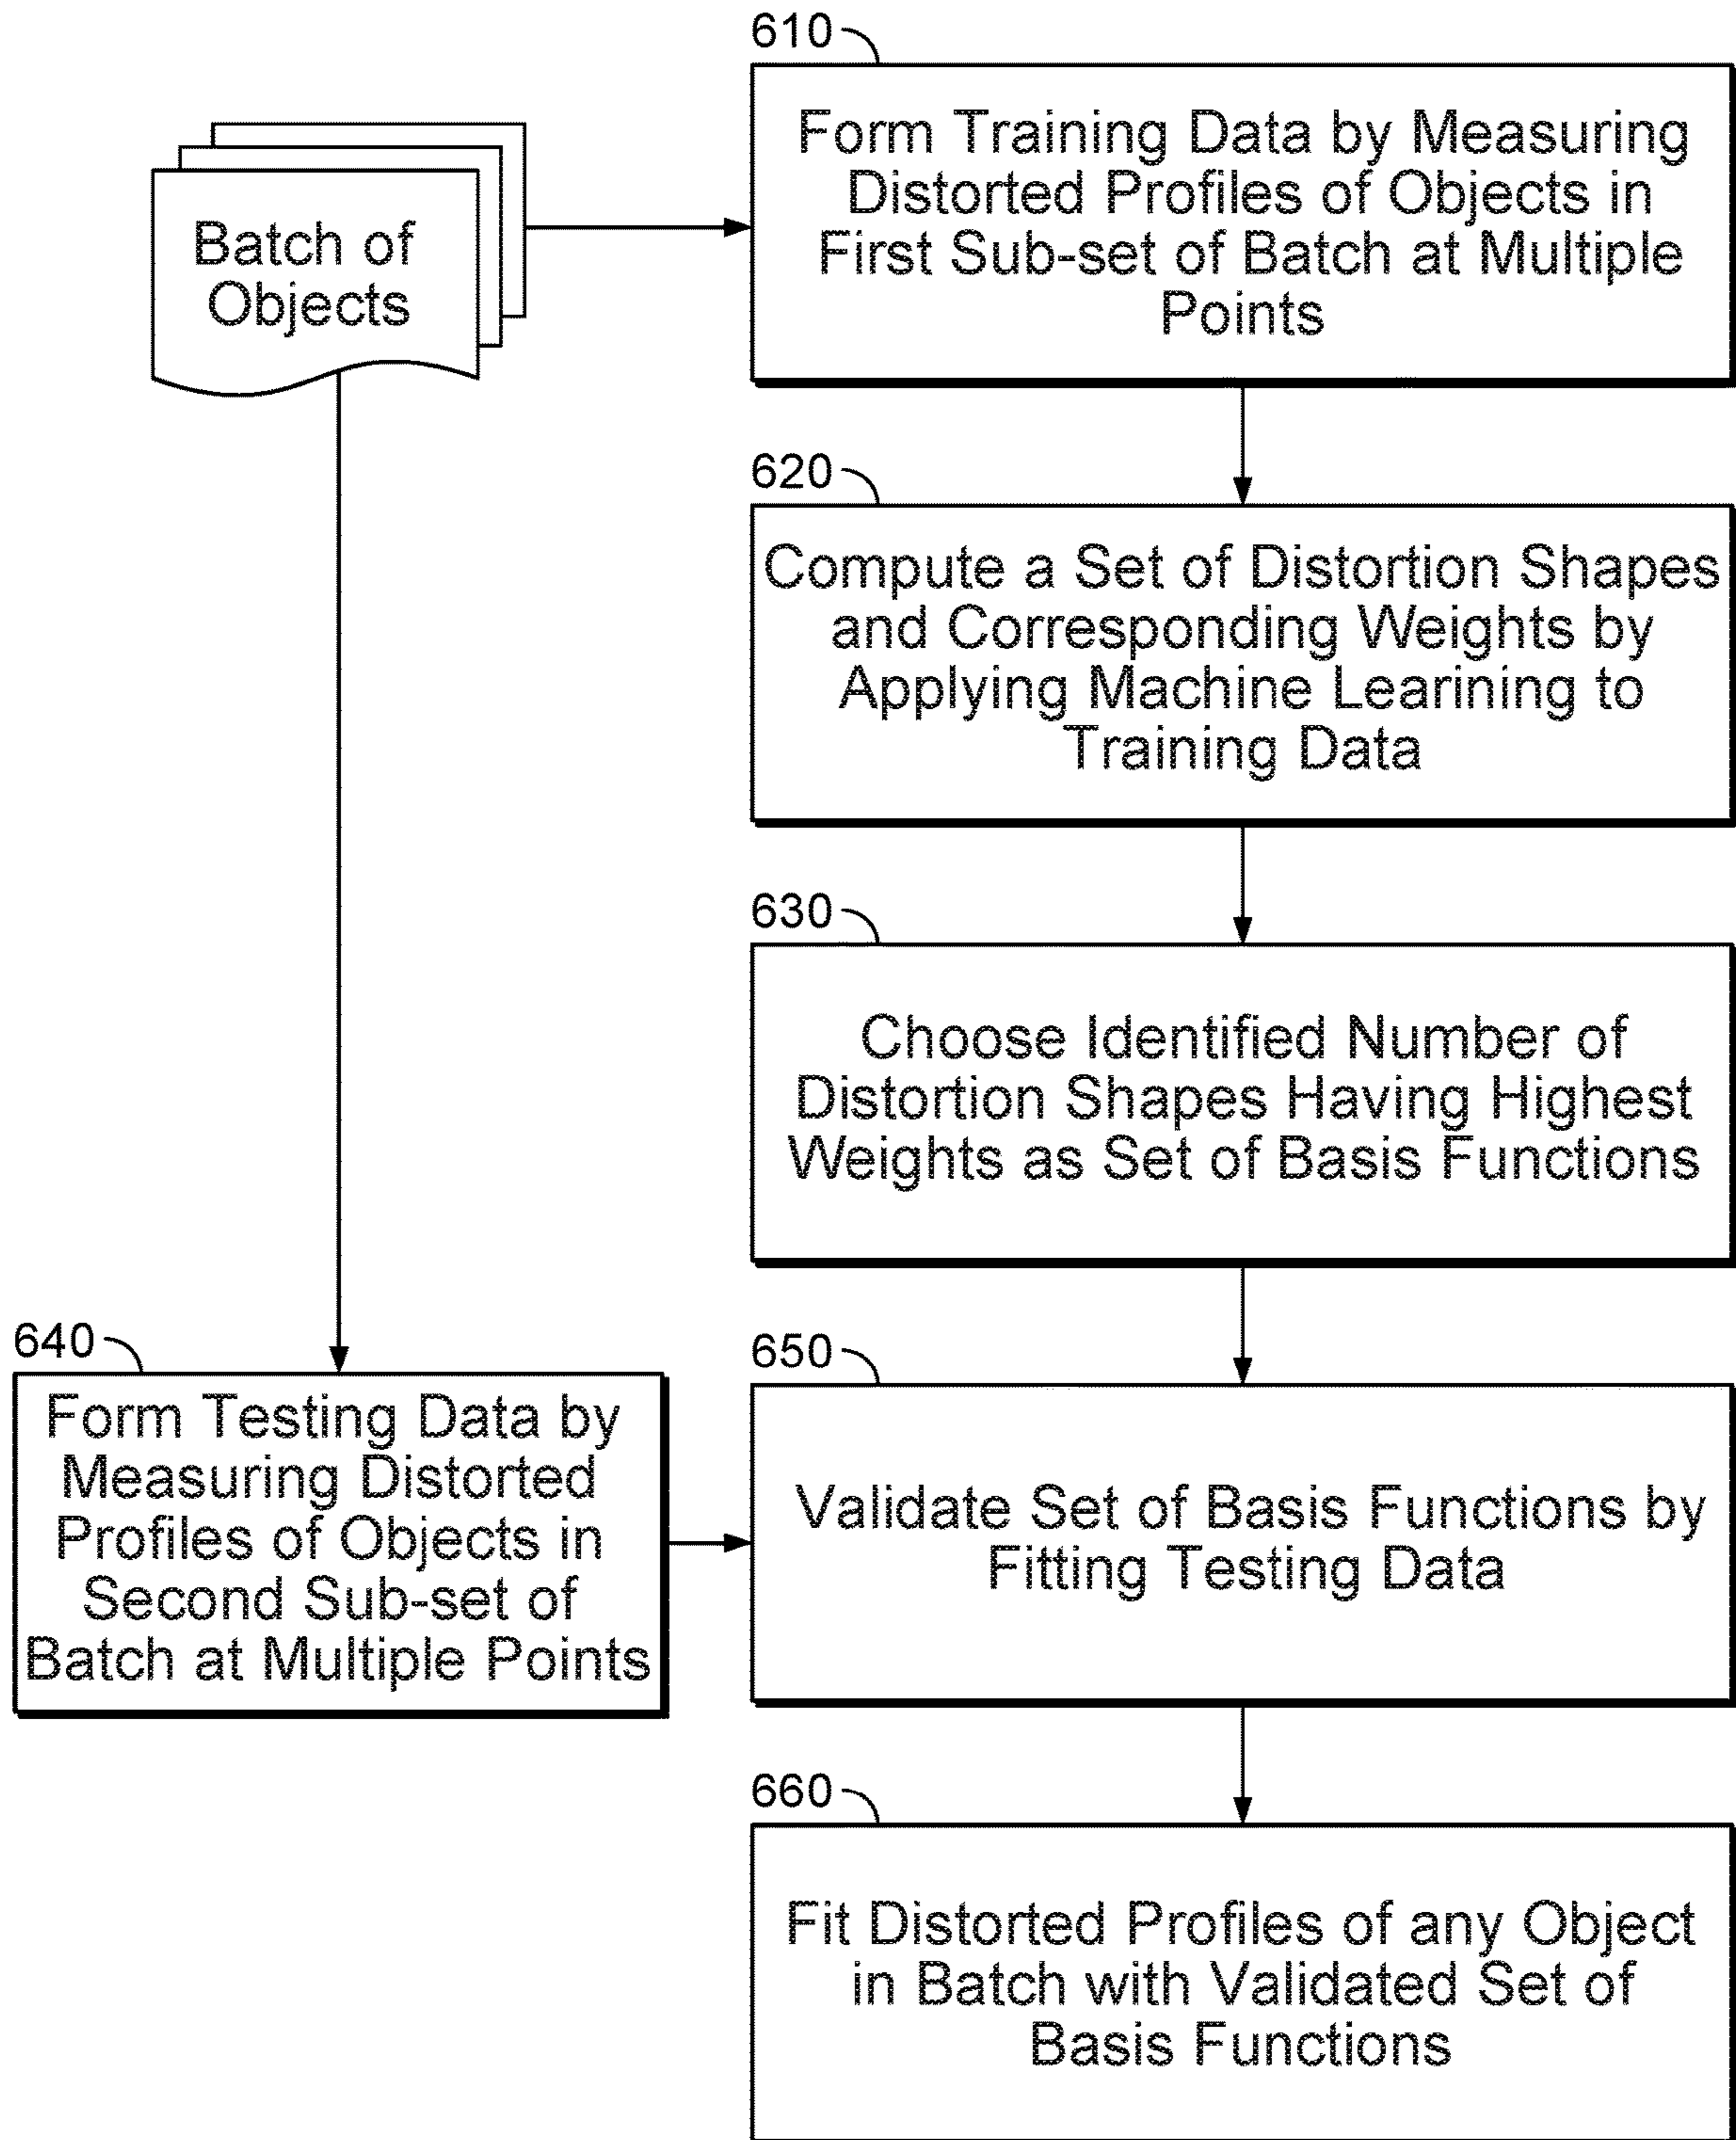 610
Form Training Data by Measuring
Distorted Profiles of Objects in
First Sub-set of Batch at Multiple
Points
Batch of
Objects
620
Compute a Set of Distortion Shapes
and Corresponding Weights by
Applying Machine Learining to
Training Data
630
Choose Identified Number of
Distortion Shapes Having Highest
Weights as Set of Basis Functions
640
Form Testing Data by
Measuring Distorted
Profiles of Objects in
Second Sub-set of
Batch at Multiple Points
650
Validate Set of Basis Functions by
Fitting Testing Data
660
Fit Distorted Profiles of any Object
in Batch with Validated Set of
Basis Functions